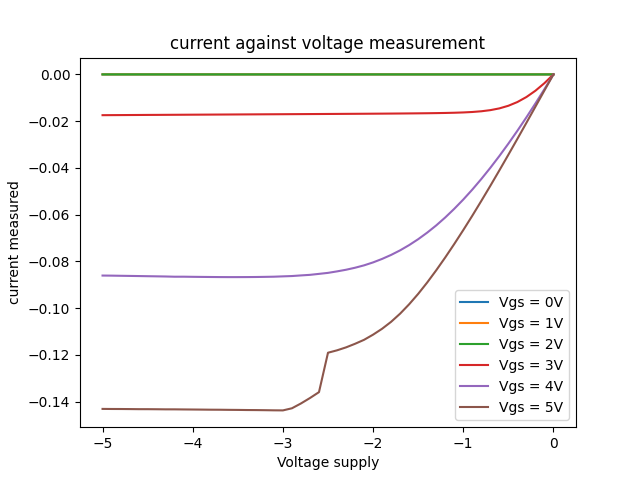 current against voltage measurement
0.00
−0.02
−0.04
−0.06
−0.08
−0.10
−0.12
−0.14
current measured
Vgs = 0V
Vgs = 1V
Vgs = 2V
Vgs = 3V
Vgs = 4V
Vgs = 5V
−5 −4 −3 −2 −1 0
Voltage supply